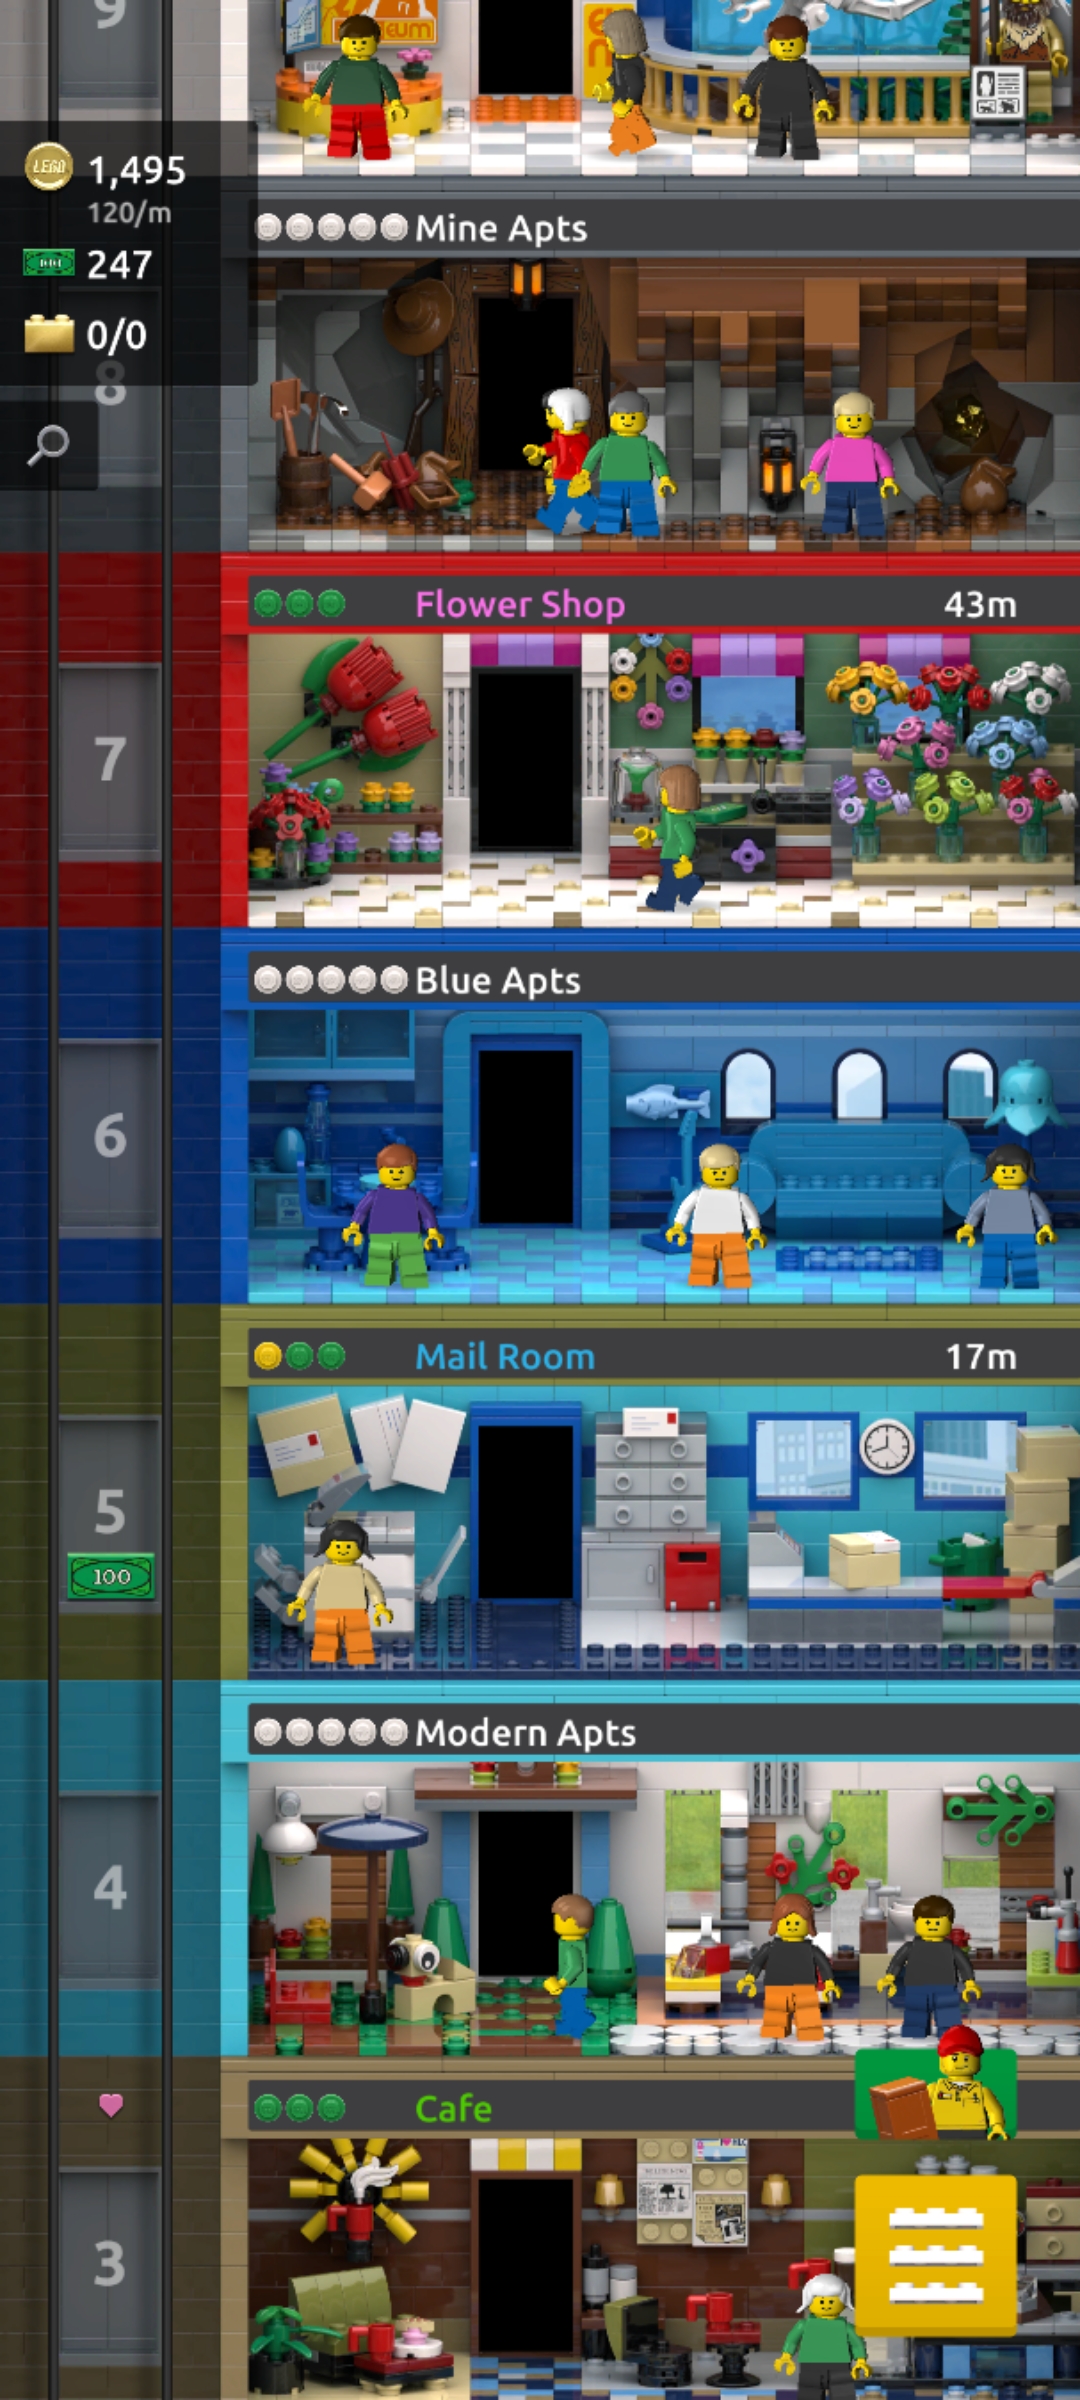 9
EUM
LEGO
1,495
120/m
247
0/0
8
Mine Apts
Flower Shop
43m
7
Blue Apts
6
Mail Room
17m
5
100
Modern Apts
4
Cafe
3